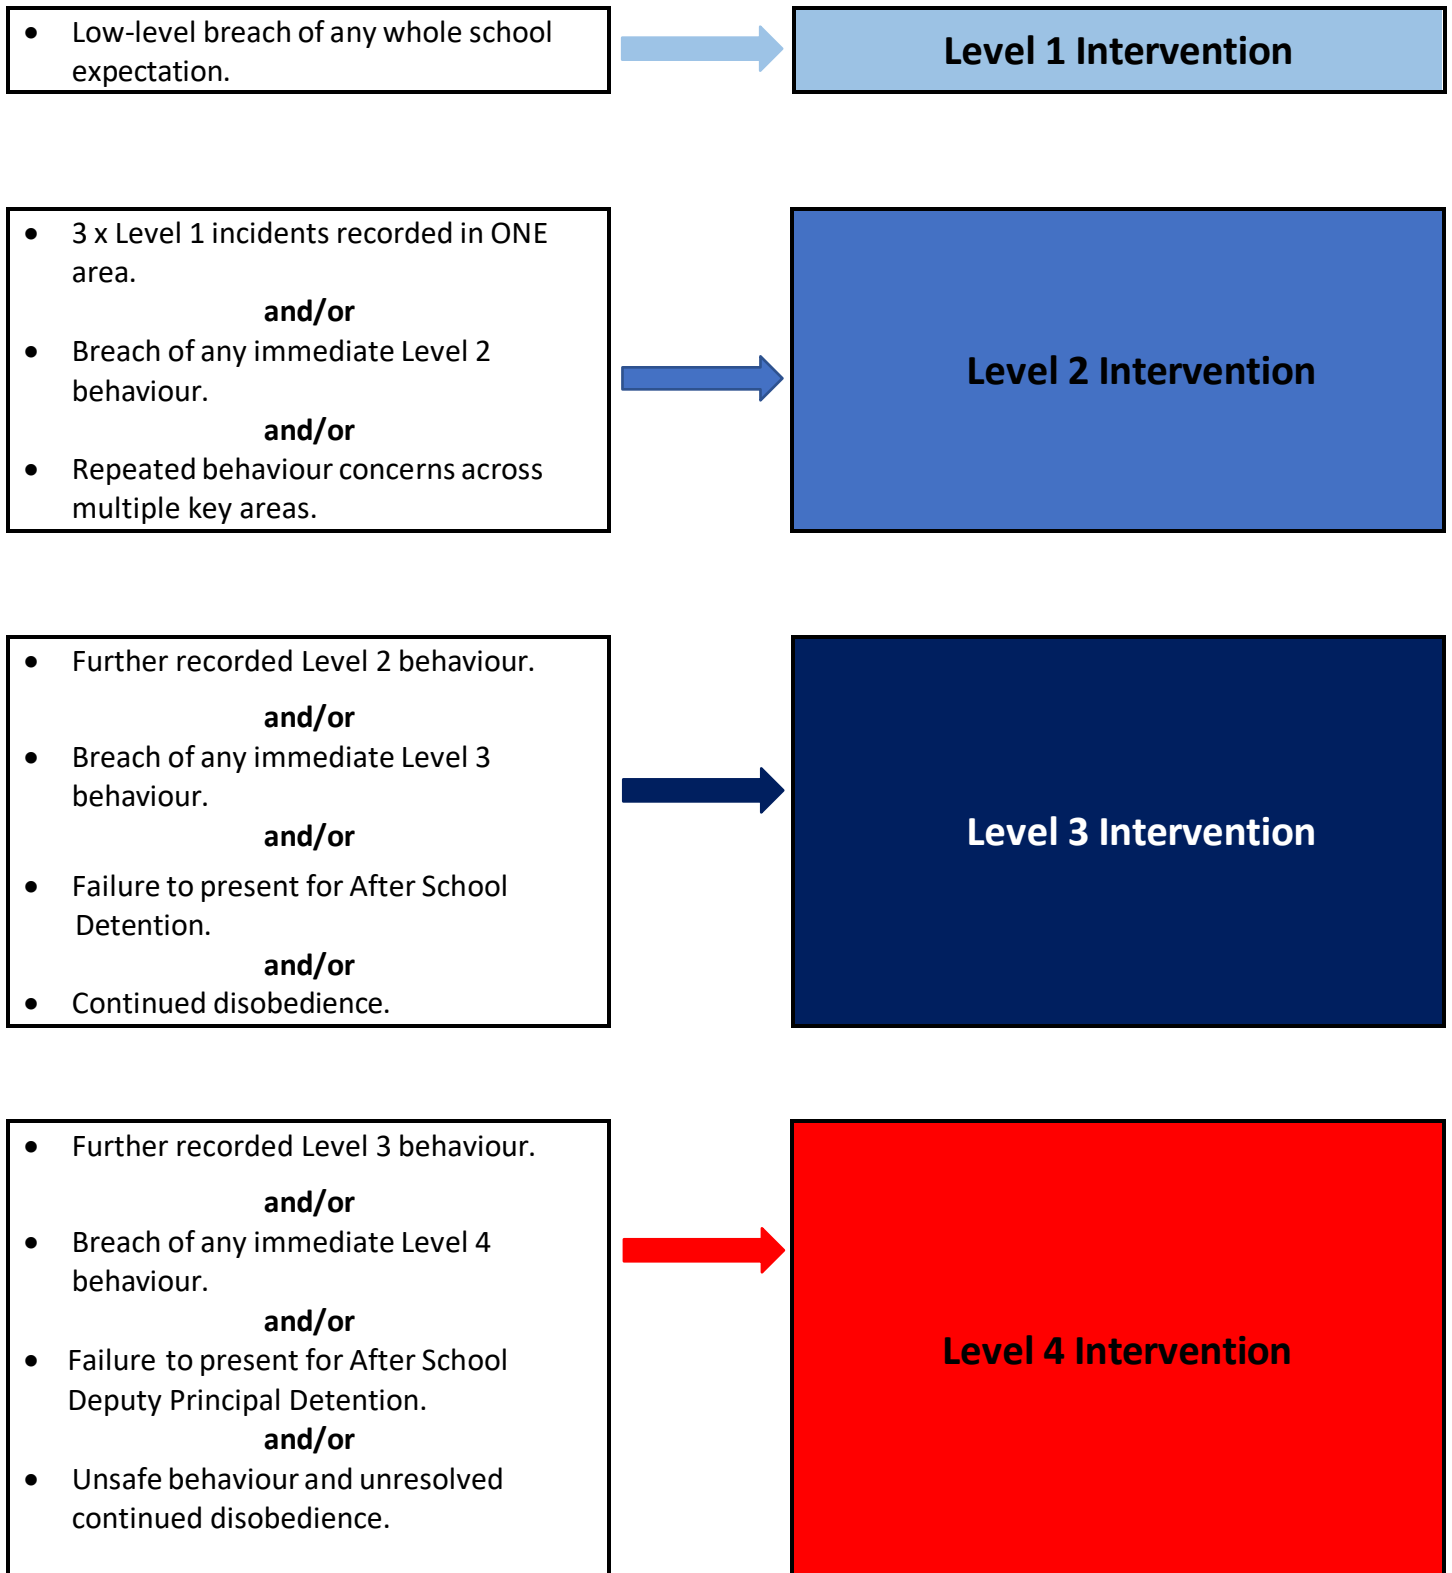 • Low-level breach of any whole school
expectation.
Level 1 Intervention
• 3 x Level 1 incidents recorded in ONE
area.
and/or
• Breach of any immediate Level 2
behaviour.
and/or
• Repeated behaviour concerns across
multiple key areas.
Level 2 Intervention
• Further recorded Level 2 behaviour.
and/or
• Breach of any immediate Level 3
behaviour.
and/or
• Failure to present for After School
Detention.
and/or
• Continued disobedience.
Level 3 Intervention
• Further recorded Level 3 behaviour.
and/or
• Breach of any immediate Level 4
behaviour.
and/or
• Failure to present for After School
Deputy Principal Detention.
and/or
• Unsafe behaviour and unresolved
continued disobedience.
Level 4 Intervention